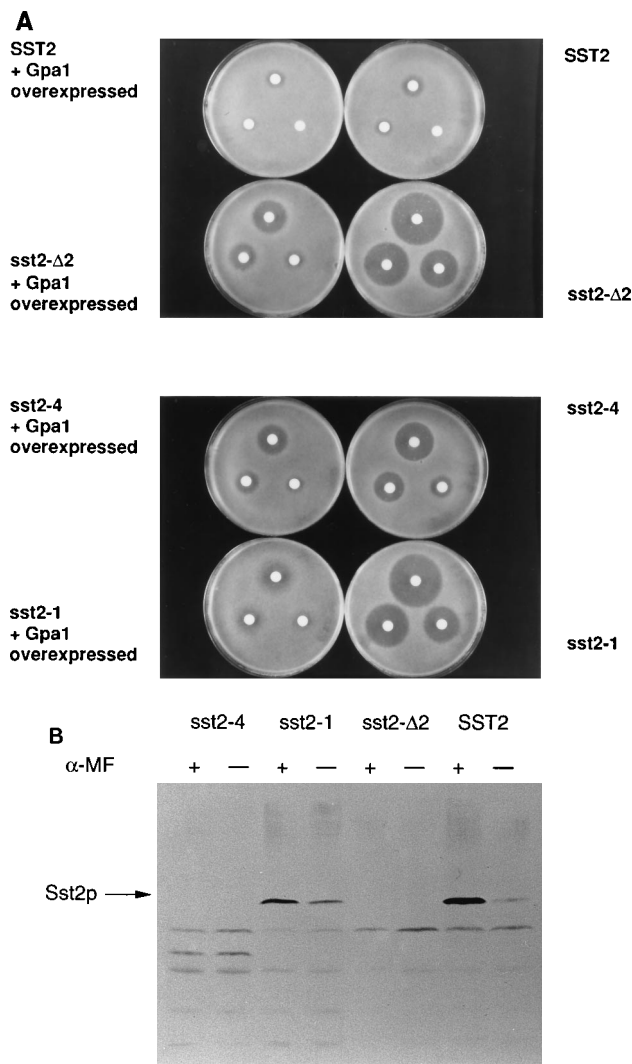 A
SST2
+ Gpa1
overexpressed
SST2
sst2-Δ2
+ Gpa1
overexpressed
sst2-Δ2
sst2-4
+ Gpa1
overexpressed
sst2-4
sst2-1
+ Gpa1
overexpressed
sst2-1
B
sst2-4 sst2-1 sst2-Δ2 SST2
α-MF + — + — + — + —
Sst2p